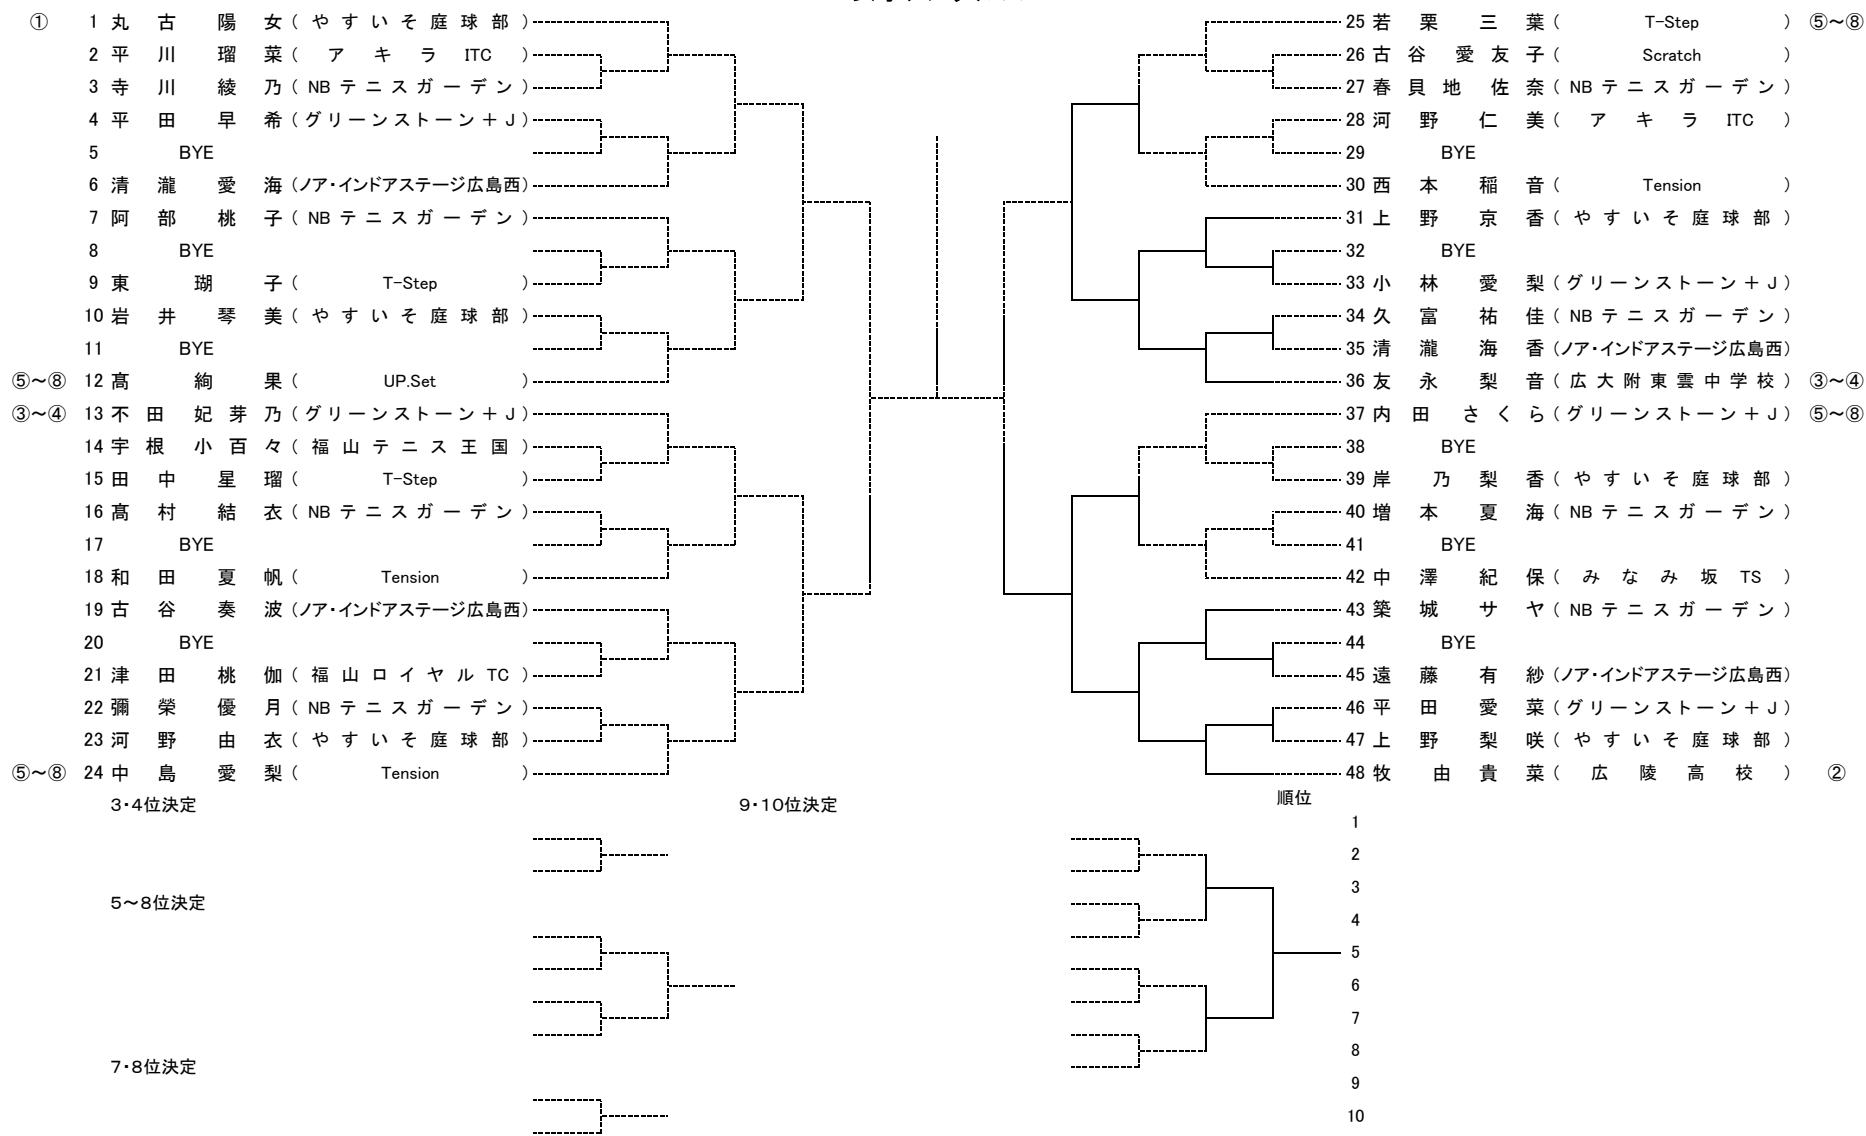 ① 1 丸古 陽女 (やすいそ庭球部)
2 平川 瑠菜 (アキラITC)
3 寺川 綾乃 (NBテニスガーデン)
4 平田 早希 (グリーンストーン＋J)
5 BYE
6 清瀧 愛海 (ノア・インドアステージ広島西)
7 阿部 桃子 (NBテニスガーデン)
8 BYE
9 東 瑚子 (T-Step)
10 岩井 琴美 (やすいそ庭球部)
11 BYE
⑤～⑧ 12 髙 絢果 (UP.Set)
③～④ 13 不田 妃芽乃 (グリーンストーン＋J)
14 宇根 小百々 (福山テニス王国)
15 田中 星瑠 (T-Step)
16 髙村 結衣 (NBテニスガーデン)
17 BYE
18 和田 夏帆 (Tension)
19 古谷 奏波 (ノア・インドアステージ広島西)
20 BYE
21 津田 桃伽 (福山ロイヤルTC)
22 彌榮 優月 (NBテニスガーデン)
23 河野 由衣 (やすいそ庭球部)
⑤～⑧ 24 中島 愛梨 (Tension)
25 若栗 三葉 (T-Step) ⑤～⑧
26 古谷 愛友子 (Scratch)
27 春貝地 佐奈 (NBテニスガーデン)
28 河野 仁美 (アキラITC)
29 BYE
30 西本 稲音 (Tension)
31 上野 京香 (やすいそ庭球部)
32 BYE
33 小林 愛梨 (グリーンストーン＋J)
34 久富 祐佳 (NBテニスガーデン)
35 清瀧 海香 (ノア・インドアステージ広島西)
36 友永 梨音 (広大附東雲中学校) ③～④
37 内田 さくら (グリーンストーン＋J) ⑤～⑧
38 BYE
39 岸 乃梨香 (やすいそ庭球部)
40 増本 夏海 (NBテニスガーデン)
41 BYE
42 中澤 紀保 (みなみ坂TS)
43 築城 サヤ (NBテニスガーデン)
44 BYE
45 遠藤 有紗 (ノア・インドアステージ広島西)
46 平田 愛菜 (グリーンストーン＋J)
47 上野 梨咲 (やすいそ庭球部)
48 牧 由貴菜 (広陵高校) ②
3・4位決定
5～8位決定
7・8位決定
9・10位決定
順位
1
2
3
4
5
6
7
8
9
10